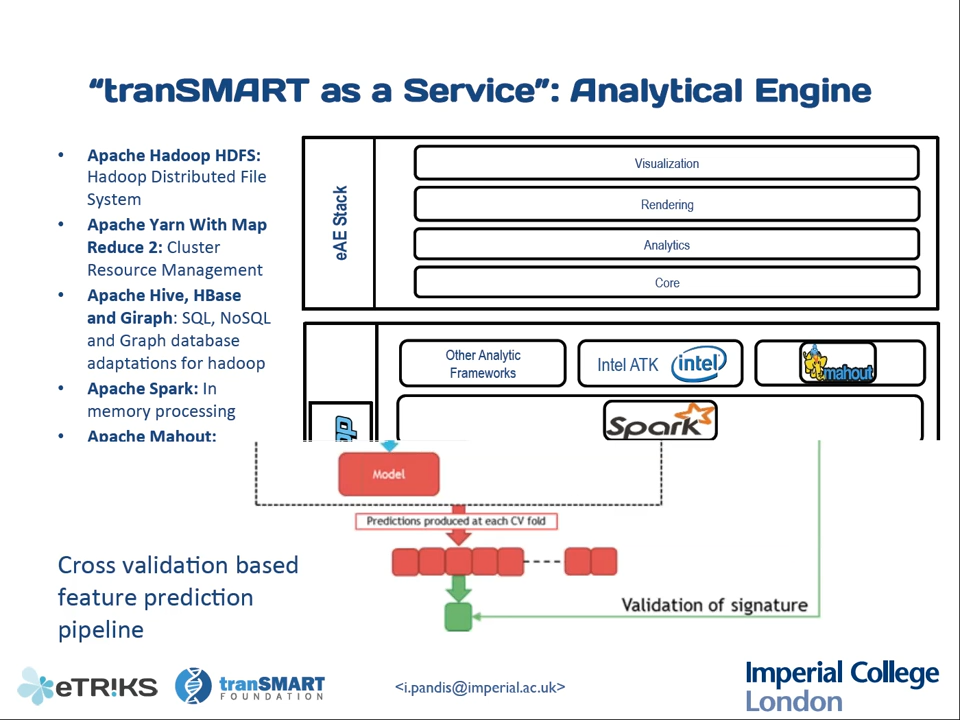 “tranSMART as a Service”: Analytical Engine
• Apache Hadoop HDFS:
Hadoop Distributed File
System
• Apache Yarn With Map
Reduce 2: Cluster
Resource Management
• Apache Hive, HBase
and Giraph: SQL, NoSQL
and Graph database
adaptations for hadoop
• Apache Spark: In
memory processing
• Apache Mahout:
eAE Stack
Visualization
Rendering
Analytics
Core
Other Analytic
Frameworks
Intel ATK
intel
mahout
Spark
Model
Predictions produced at each CV fold
Validation of signature
Cross validation based
feature prediction
pipeline
eTRIKS
tranSMART
FOUNDATION
<i.pandis@imperial.ac.uk>
Imperial College
London